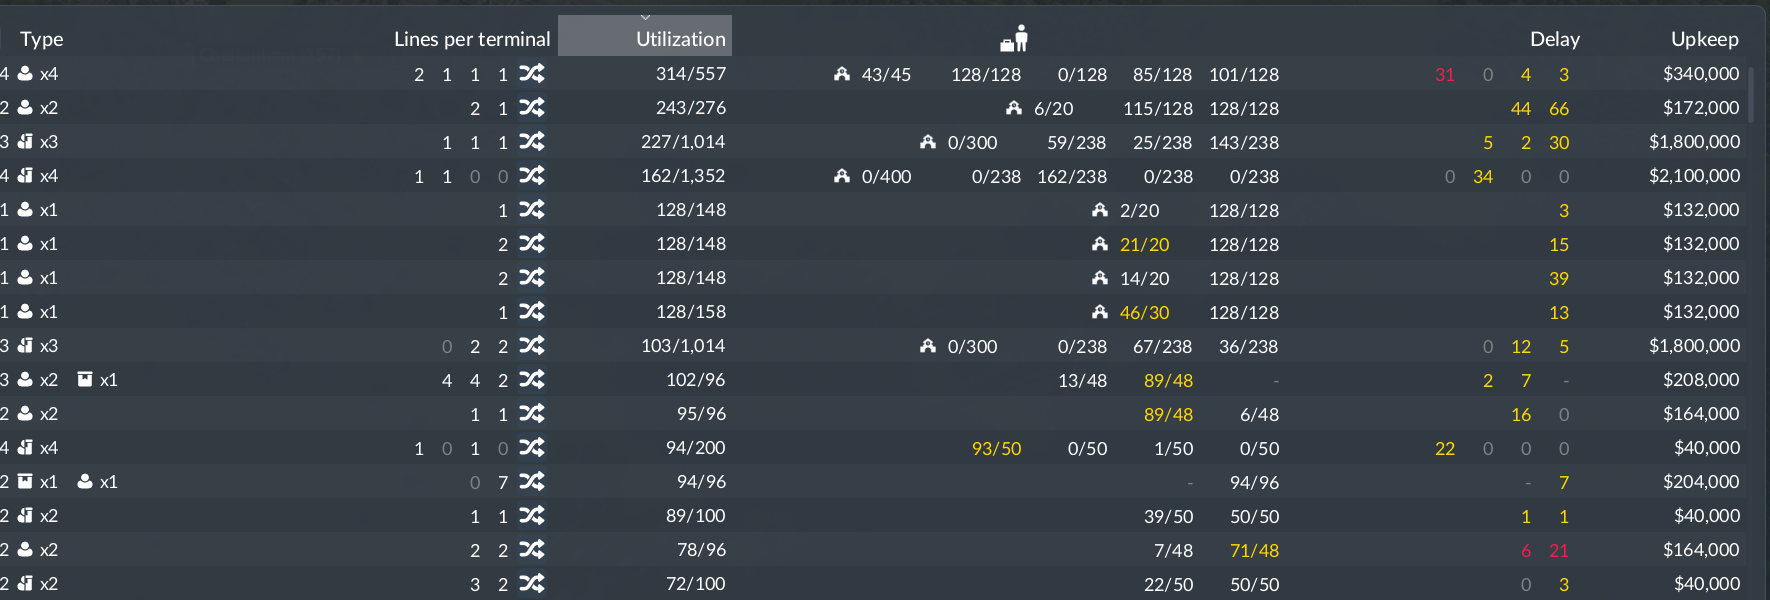 Type Lines per terminal Utilization Delay Upkeep
4 x4 2 1 1 1 314/557 43/45 128/128 0/128 85/128 101/128 31 0 4 3 $340,000
2 x2 2 1 243/276 6/20 115/128 128/128 44 66 $172,000
3 x3 1 1 1 227/1,014 0/300 59/238 25/238 143/238 5 2 30 $1,800,000
4 x4 1 1 0 0 162/1,352 0/400 0/238 162/238 0/238 0/238 0 34 0 0 $2,100,000
1 x1 1 128/148 2/20 128/128 3 $132,000
1 x1 2 128/148 21/20 128/128 15 $132,000
1 x1 2 128/148 14/20 128/128 39 $132,000
1 x1 1 128/158 46/30 128/128 13 $132,000
3 x3 0 2 2 103/1,014 0/300 0/238 67/238 36/238 0 12 5 $1,800,000
3 x2 x1 4 4 2 102/96 13/48 89/48 - 2 7 - $208,000
2 x2 1 1 95/96 89/48 6/48 16 0 $164,000
4 x4 1 0 1 0 94/200 93/50 0/50 1/50 0/50 22 0 0 0 $40,000
2 x1 x1 0 7 94/96 - 94/96 - 7 $204,000
2 x2 1 1 89/100 39/50 50/50 1 1 $40,000
2 x2 2 2 78/96 7/48 71/48 6 21 $164,000
2 x2 3 2 72/100 22/50 50/50 0 3 $40,000